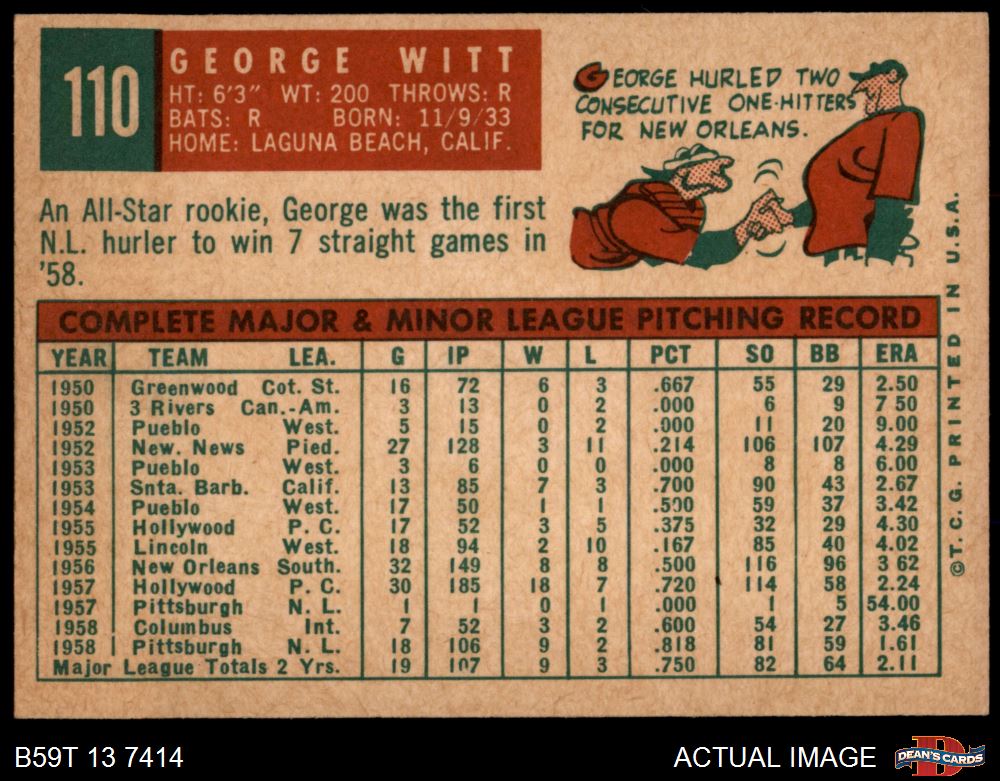 110
GEORGE WITT
HT: 6'3" WT: 200 THROWS: R
BATS: R BORN: 11/9/33
HOME: LAGUNA BEACH, CALIF.
GEORGE HURLED TWO
CONSECUTIVE ONE-HITTERS
FOR NEW ORLEANS.
An All-Star rookie, George was the first
N.L. hurler to win 7 straight games in
'58.
COMPLETE MAJOR & MINOR LEAGUE PITCHING RECORD
YEAR TEAM LEA. G IP W L PCT SO BB ERA
1950 Greenwood Cot. St. 16 72 6 3 .667 55 29 2.50
1950 3 Rivers Can.-Am. 3 13 0 2 .000 6 9 7 50
1952 Pueblo West. 5 15 0 2 .000 11 20 9.00
1952 New. News Pied. 27 128 3 11 .214 106 107 4.29
1953 Pueblo West. 3 6 0 0 .000 8 8 6.00
1953 Snta. Barb. Calif. 13 85 7 3 .700 90 43 2.67
1954 Pueblo West. 17 50 1 1 .500 59 37 3.42
1955 Hollywood P. C. 17 52 3 5 .375 32 29 4.30
1955 Lincoln West. 18 94 2 10 .167 85 40 4.02
1956 New Orleans South. 32 149 8 8 .500 116 96 3 62
1957 Hollywood P. C. 30 185 18 7 .720 114 58 2.24
1957 Pittsburgh N. L. 1 1 0 1 .000 1 5 54.00
1958 Columbus Int. 7 52 3 2 .600 54 27 3.46
1958 Pittsburgh N. L. 18 106 9 2 .818 81 59 1.61
Major League Totals 2 Yrs. 19 107 9 3 .750 82 64 2.11
©T. C. G. PRINTED IN U.S.A.
B59T 13 7414
ACTUAL IMAGE
D
DEAN'S CARDS